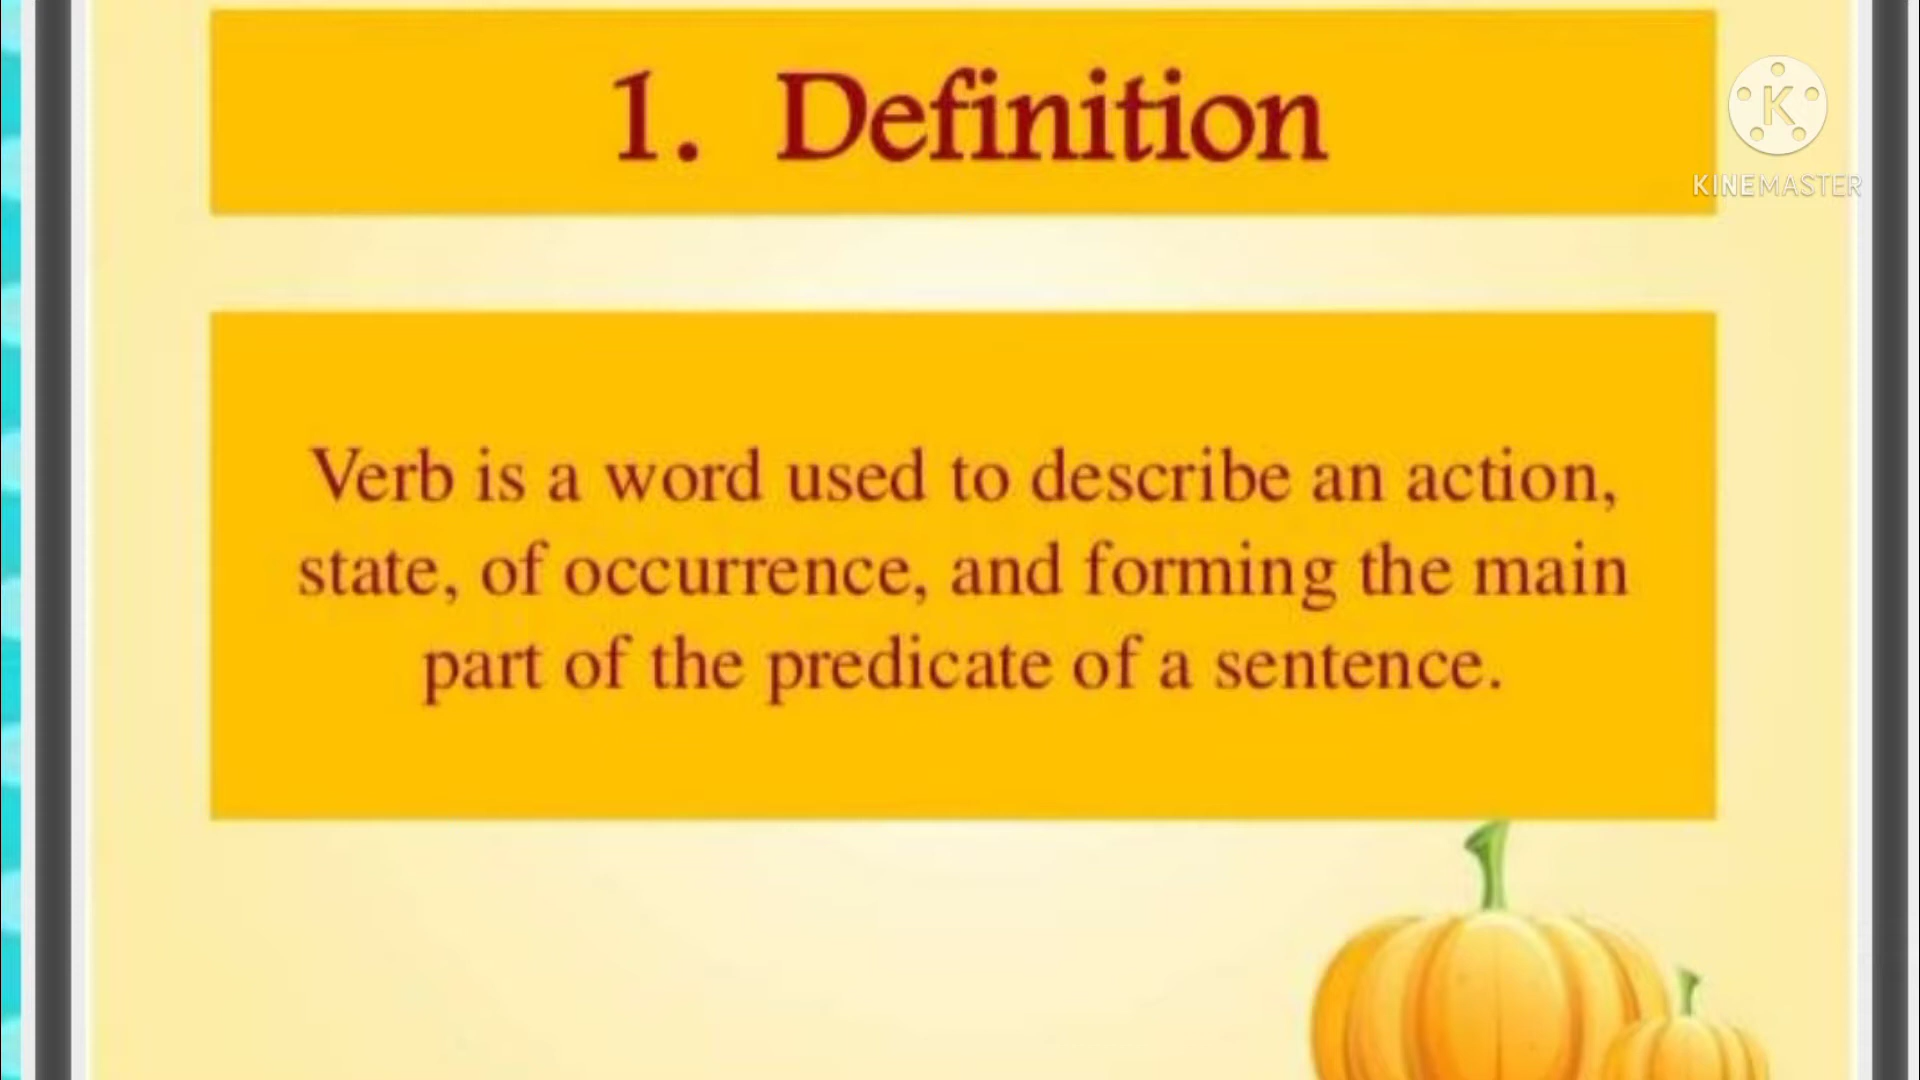 1. Definition
KINEMASTER
Verb is a word used to describe an action,
state, of occurrence, and forming the main
part of the predicate of a sentence.